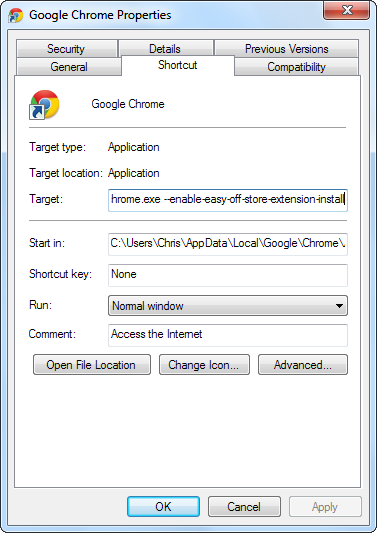 Google Chrome Properties
Security Details Previous Versions
General Shortcut Compatibility
Google Chrome
Target type: Application
Target location: Application
Target: hrome.exe --enable-easy-off-store-extension-install
Start in: C:\Users\Chris\AppData\Local\Google\Chrome\.
Shortcut key: None
Run: Normal window
Comment: Access the Internet
Open File Location Change Icon... Advanced...
OK Cancel Apply